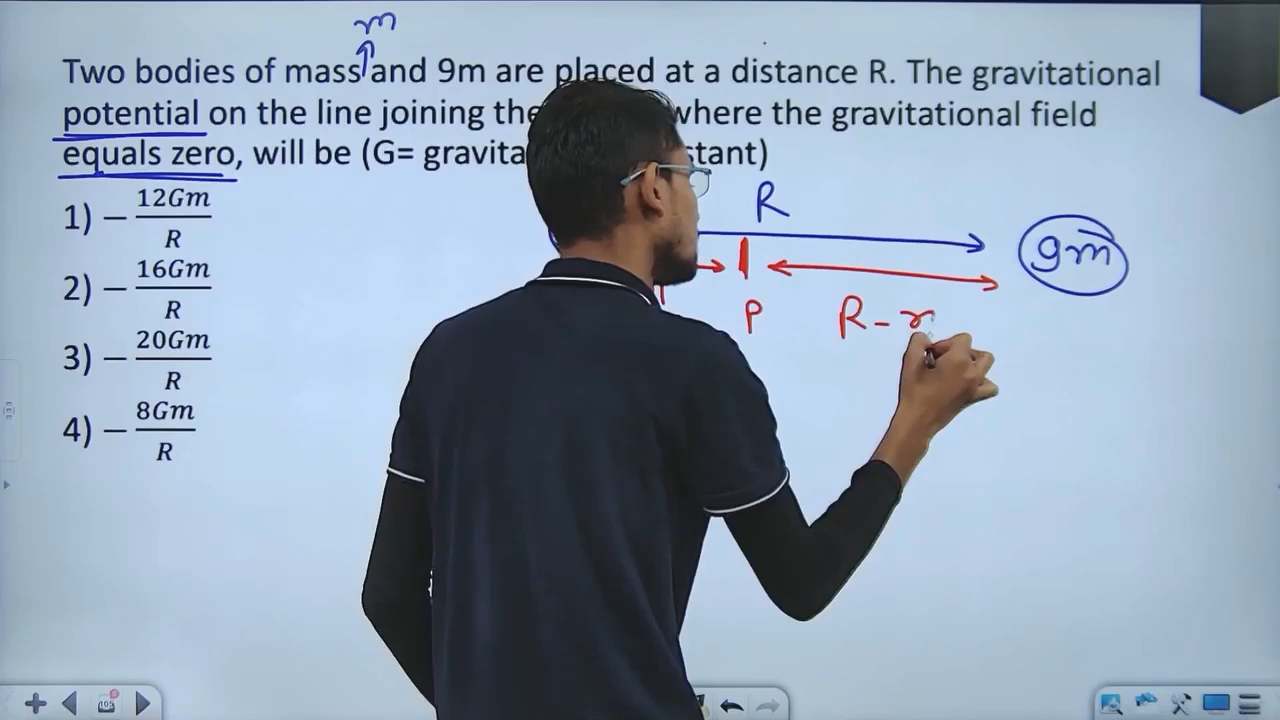 m
Two bodies of mass ↑ and 9m are placed at a distance R. The gravitational
potential on the line joining the where the gravitational field
equals zero, will be (G= gravita stant)
1) − 12Gm/R
2) − 16Gm/R
3) − 20Gm/R
4) − 8Gm/R
R
9m
P
R - r
105